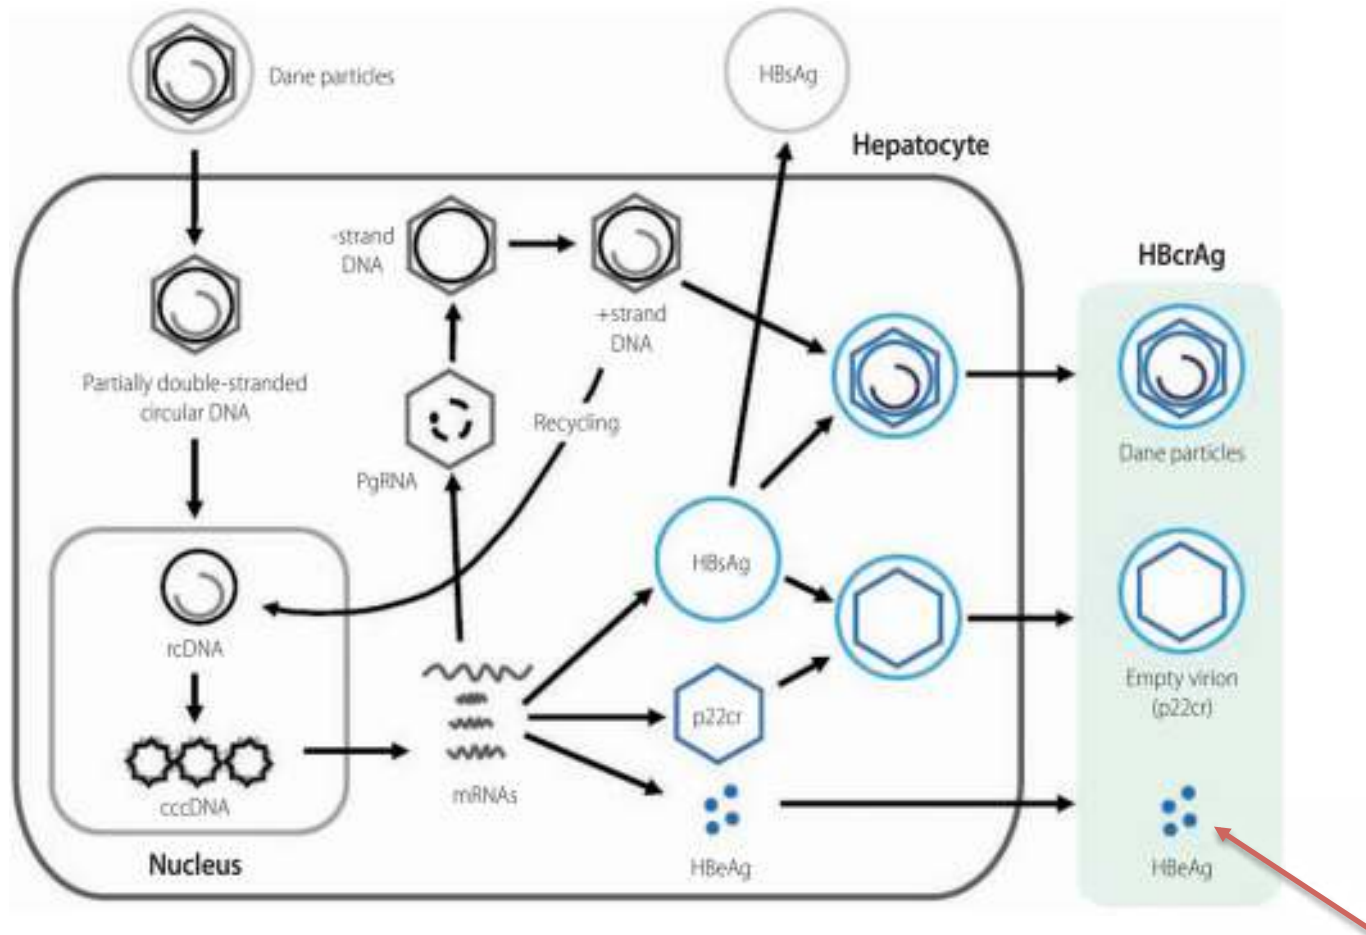 Dane particles
HBsAg
Hepatocyte
-strand
DNA
+strand
DNA
HBcrAg
Partially double-stranded
circular DNA
Recycling
PgRNA
Dane particles
HBsAg
rcDNA
p22cr
Empty virion
(p22cr)
cccDNA
mRNAs
Nucleus
HBeAg
HBeAg